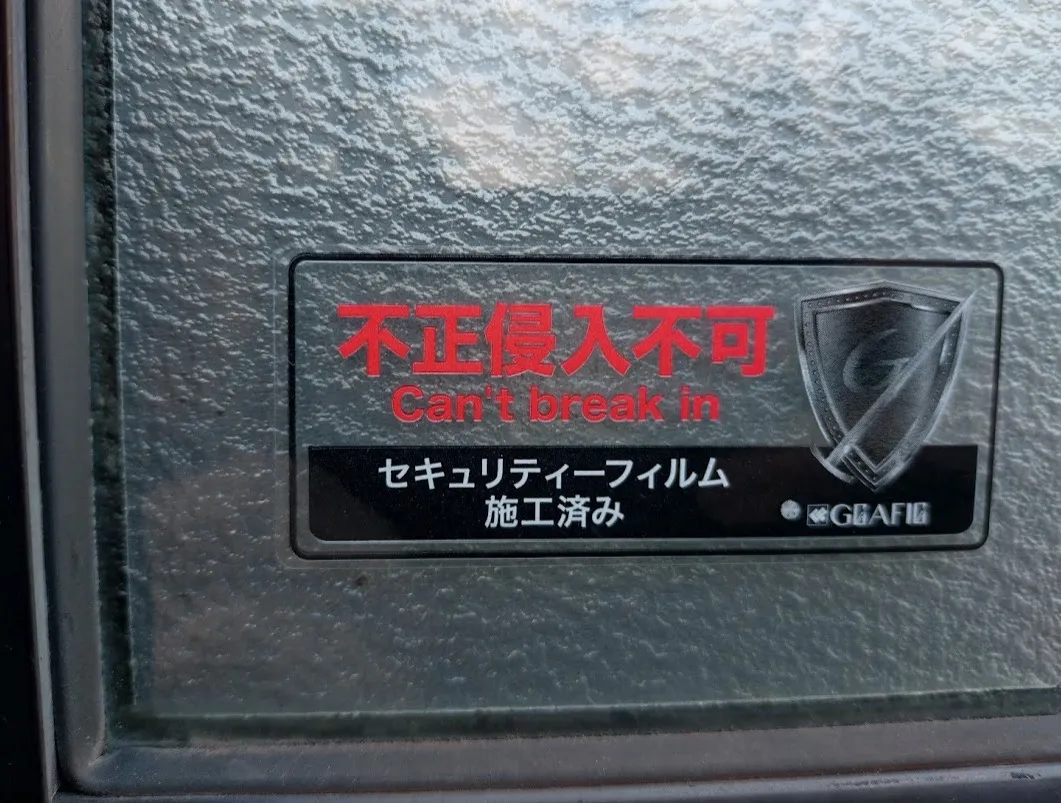 不正侵入不可
Can't break in
セキュリティーフィルム
施工済み